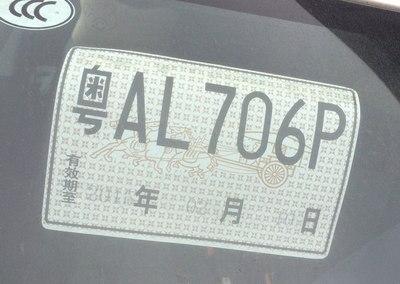 粤AL706P
有效期至
年 月 日